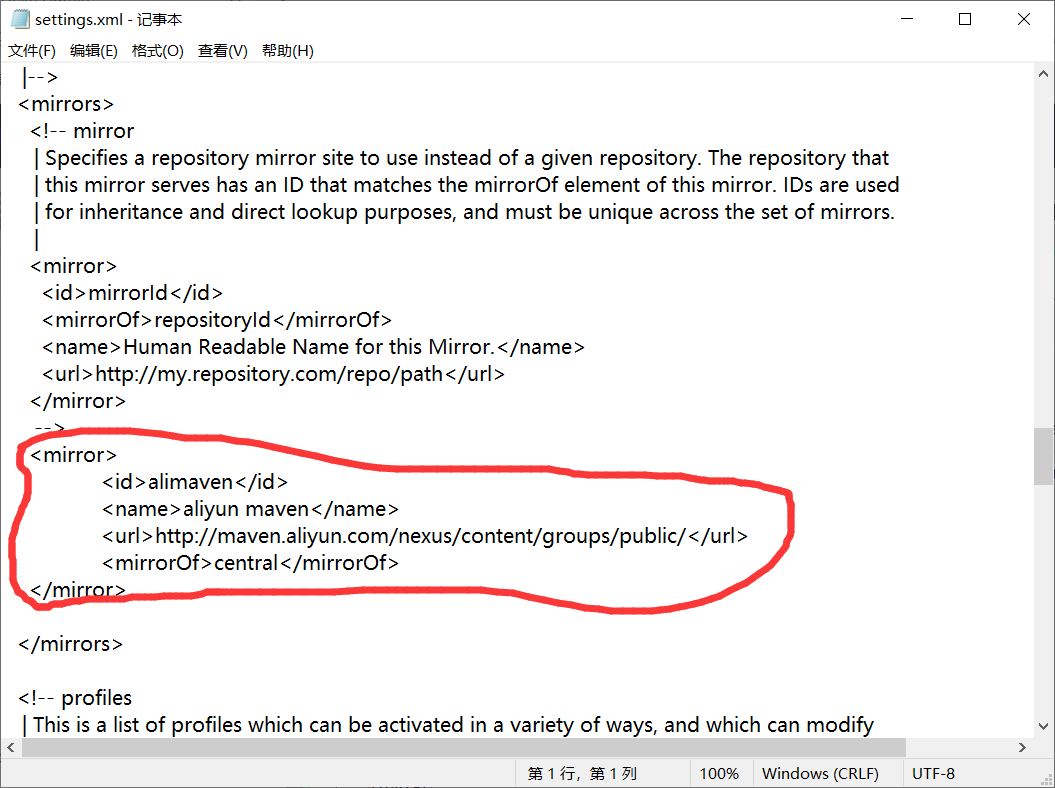 settings.xml - 记事本
文件(F) 编辑(E) 格式(O) 查看(V) 帮助(H)
|-->
<mirrors>
<!-- mirror
| Specifies a repository mirror site to use instead of a given repository. The repository that
| this mirror serves has an ID that matches the mirrorOf element of this mirror. IDs are used
| for inheritance and direct lookup purposes, and must be unique across the set of mirrors.
|
<mirror>
<id>mirrorId</id>
<mirrorOf>repositoryId</mirrorOf>
<name>Human Readable Name for this Mirror.</name>
<url>http://my.repository.com/repo/path</url>
</mirror>
-->
<mirror>
<id>alimaven</id>
<name>aliyun maven</name>
<url>http://maven.aliyun.com/nexus/content/groups/public/</url>
<mirrorOf>central</mirrorOf>
</mirror>
</mirrors>
<!-- profiles
| This is a list of profiles which can be activated in a variety of ways, and which can modify
第 1 行，第 1 列 100% Windows (CRLF) UTF-8